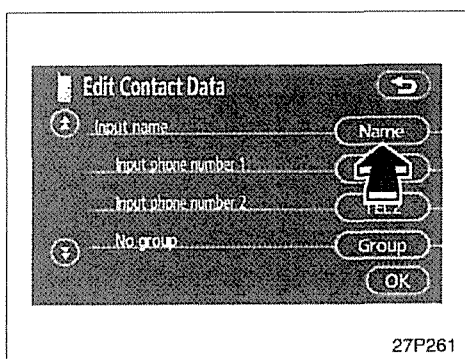 Edit Contact Data
Input name Name
Input phone number 1
Input phone number 2 TEL2
No group Group
OK
27P261